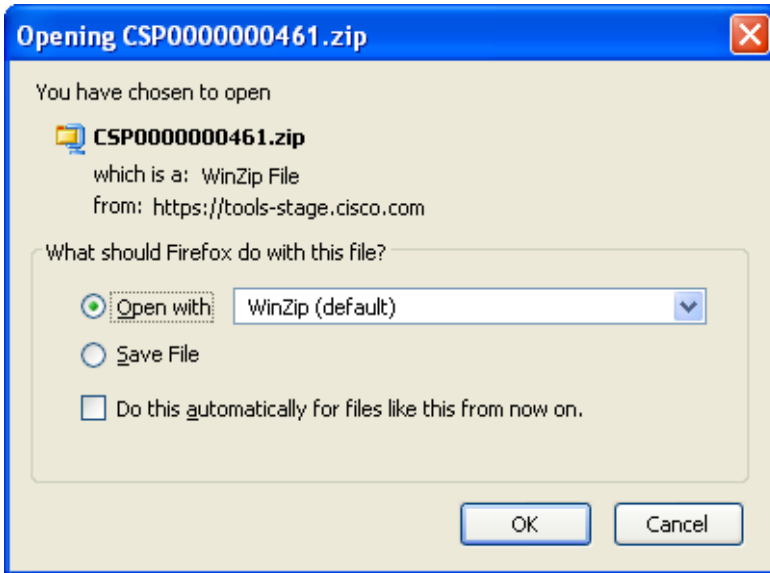 Opening CSP0000000461.zip
You have chosen to open
CSP0000000461.zip
which is a: WinZip File
from: https://tools-stage.cisco.com
What should Firefox do with this file?
Open with WinZip (default)
Save File
Do this automatically for files like this from now on.
OK Cancel